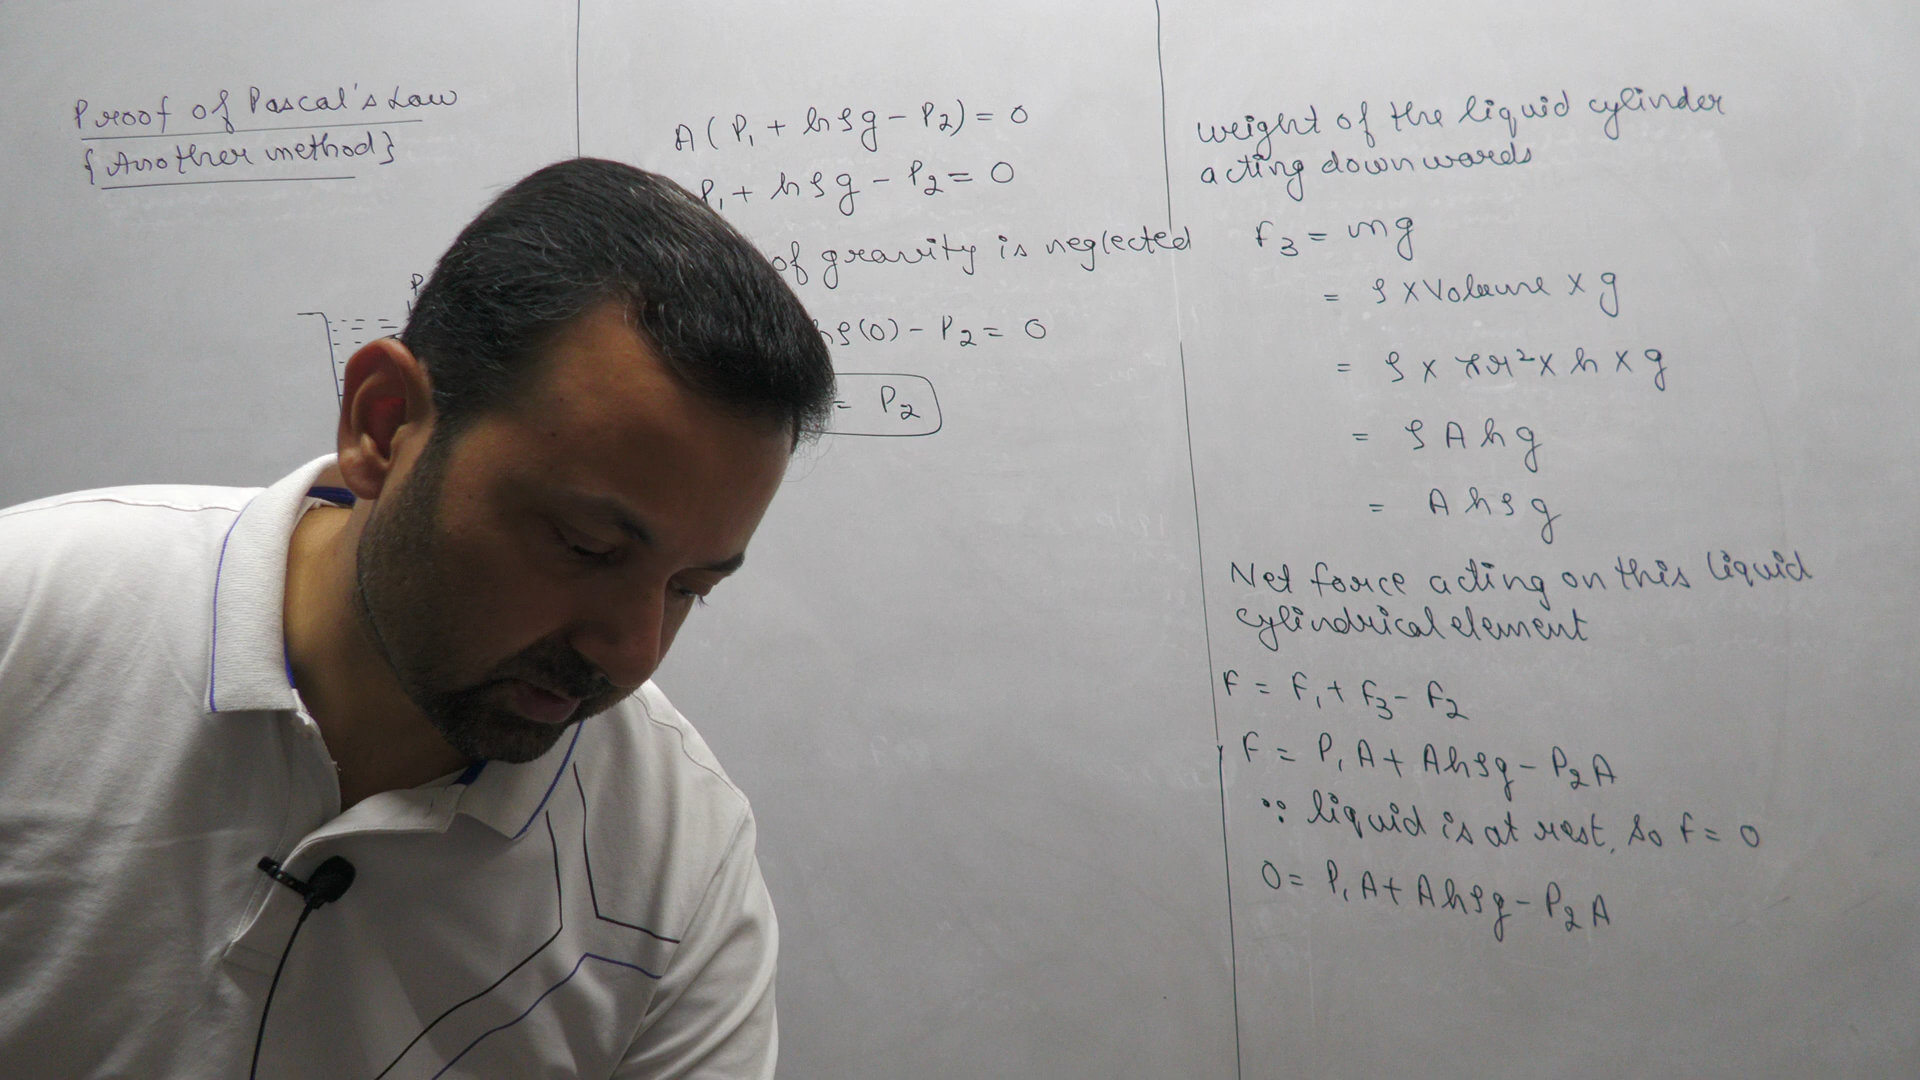 Proof of Pascal's Law
{Another method}
P
A(P₁ + hρg - P₂) = 0
P₁ + hρg - P₂ = 0
of gravity is neglected
hρ(0) - P₂ = 0
= P₂
weight of the liquid cylinder
acting downwards
F₃ = mg
= ρ x Volume x g
= ρ x πr² x h x g
= ρ A h g
= A h ρ g
Net force acting on this liquid
cylindrical element
F = F₁ + F₃ - F₂
F = P₁A + Ahρg - P₂A
∵ liquid is at rest, so F = 0
0 = P₁A + Ahρg - P₂A